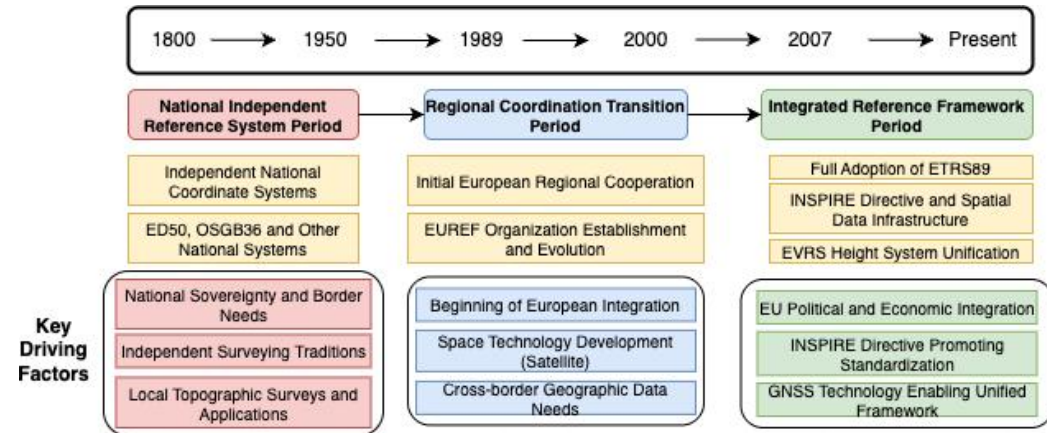 1800 1950 1989 2000 2007 Present
National Independent
Reference System Period
Regional Coordination Transition
Period
Integrated Reference Framework
Period
Independent National
Coordinate Systems
ED50, OSGB36 and Other
National Systems
Initial European Regional Cooperation
EUREF Organization Establishment
and Evolution
Full Adoption of ETRS89
INSPIRE Directive and Spatial
Data Infrastructure
EVRS Height System Unification
Key
Driving
Factors
National Sovereignty and Border
Needs
Independent Surveying Traditions
Local Topographic Surveys and
Applications
Beginning of European Integration
Space Technology Development
(Satellite)
Cross-border Geographic Data
Needs
EU Political and Economic Integration
INSPIRE Directive Promoting
Standardization
GNSS Technology Enabling Unified
Framework